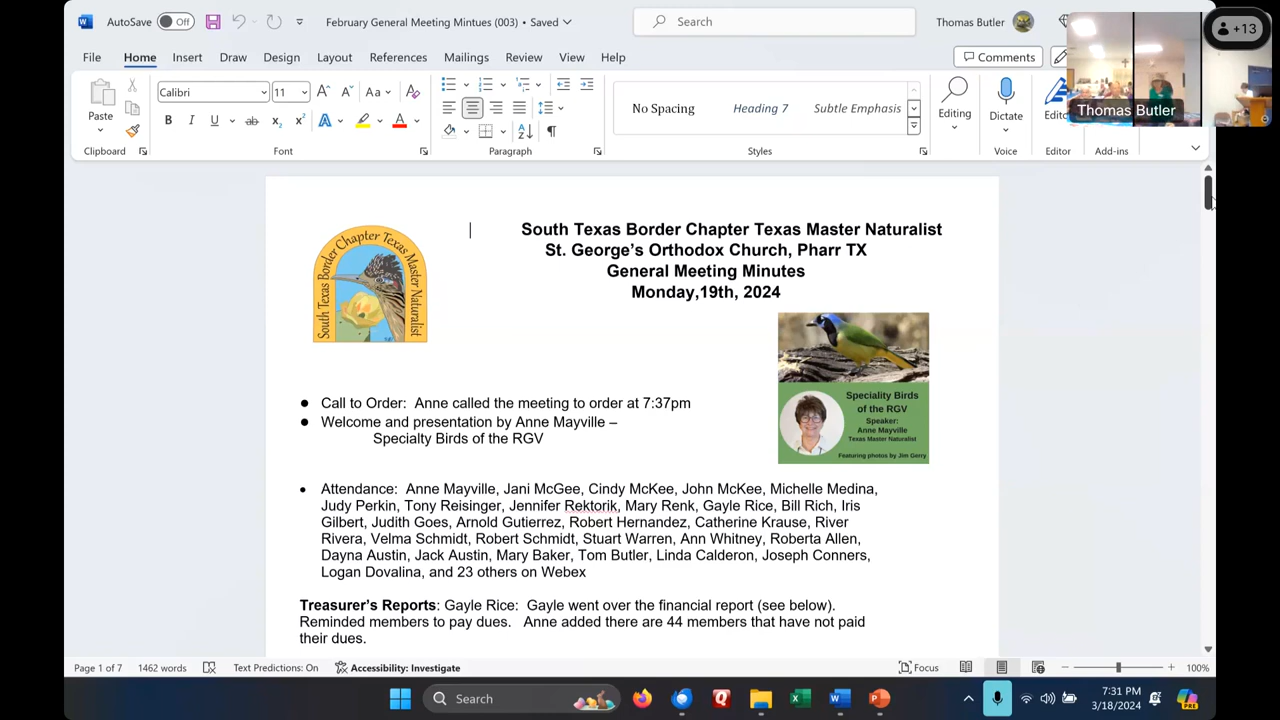 AutoSave
Off
February General Meeting Mintues (003) • Saved
Search
Thomas Butler
+13
File
Home
Insert
Draw
Design
Layout
References
Mailings
Review
View
Help
Comments
Thomas Butler
Paste
Calibri
11
No Spacing
Heading 7
Subtle Emphasis
Editing
Dictate
Clipboard
Font
Paragraph
Styles
Voice
Editor
Add-ins
South Texas Border Chapter Texas Master Naturalist
South Texas Border Chapter Texas Master Naturalist
St. George's Orthodox Church, Pharr TX
General Meeting Minutes
Monday,19th, 2024
Speciality Birds
of the RGV
Speaker:
Anne Mayville
Texas Master Naturalist
Featuring photos by Jim Gerry
● Call to Order: Anne called the meeting to order at 7:37pm
● Welcome and presentation by Anne Mayville –
Specialty Birds of the RGV
• Attendance: Anne Mayville, Jani McGee, Cindy McKee, John McKee, Michelle Medina,
Judy Perkin, Tony Reisinger, Jennifer Rektorik, Mary Renk, Gayle Rice, Bill Rich, Iris
Gilbert, Judith Goes, Arnold Gutierrez, Robert Hernandez, Catherine Krause, River
Rivera, Velma Schmidt, Robert Schmidt, Stuart Warren, Ann Whitney, Roberta Allen,
Dayna Austin, Jack Austin, Mary Baker, Tom Butler, Linda Calderon, Joseph Conners,
Logan Dovalina, and 23 others on Webex
Treasurer's Reports: Gayle Rice: Gayle went over the financial report (see below).
Reminded members to pay dues. Anne added there are 44 members that have not paid
their dues.
Page 1 of 7
1462 words
Text Predictions: On
Accessibility: Investigate
Focus
100%
Search
7:31 PM
3/18/2024